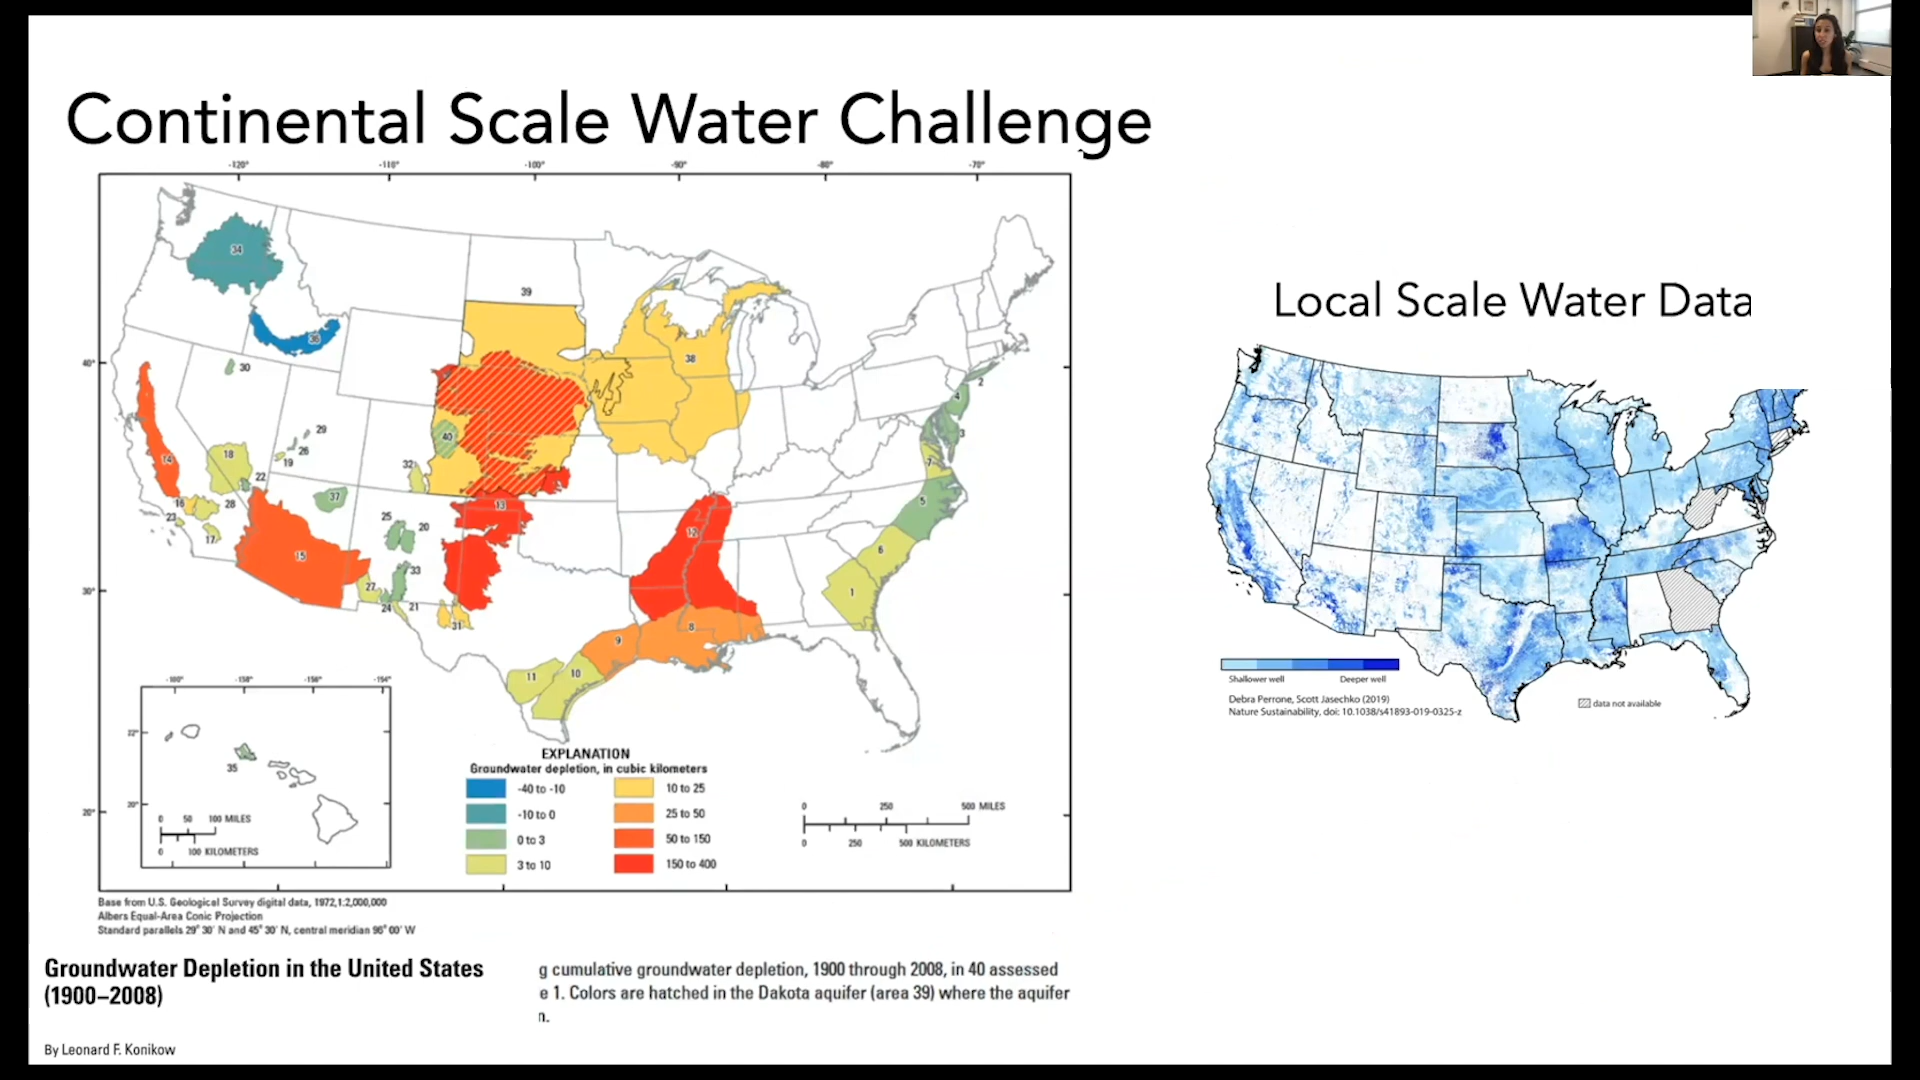 Continental Scale Water Challenge
-120° -110° -100° -90° -80° -70°
40°
30°
20°
34
36
39
38
30
29
26
19
18
22
14
16
23
17
28
37
32
40
25
20
15
33
27
24
21
31
13
12
11
10
9
8
1
6
5
7
3
4
2
-160° -158° -156° -154°
22°
20°
35
0 50 100 MILES
0 100 KILOMETERS
EXPLANATION
Groundwater depletion, in cubic kilometers
-40 to -10
-10 to 0
0 to 3
3 to 10
10 to 25
25 to 50
50 to 150
150 to 400
0 250 500 MILES
0 250 500 KILOMETERS
Base from U.S. Geological Survey digital data, 1972,1:2,000,000
Albers Equal-Area Conic Projection
Standard parallels 29° 30' N and 45° 30' N, central meridian 96° 00' W
Groundwater Depletion in the United States
(1900–2008)
By Leonard F. Konikow
g cumulative groundwater depletion, 1900 through 2008, in 40 assessed
e 1. Colors are hatched in the Dakota aquifer (area 39) where the aquifer
n.
Local Scale Water Data
Shallower well Deeper well
Debra Perrone, Scott Jasechko (2019)
Nature Sustainability, doi: 10.1038/s41893-019-0325-z
data not available